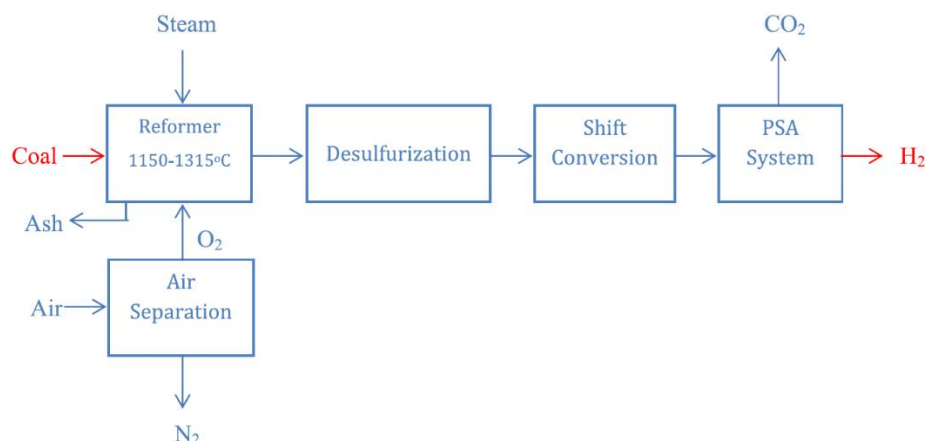 Steam
CO₂
Reformer
1150-1315ᵒC
Coal
Desulfurization
Shift
Conversion
PSA
System
H₂
Ash
O₂
Air
Air
Separation
N₂